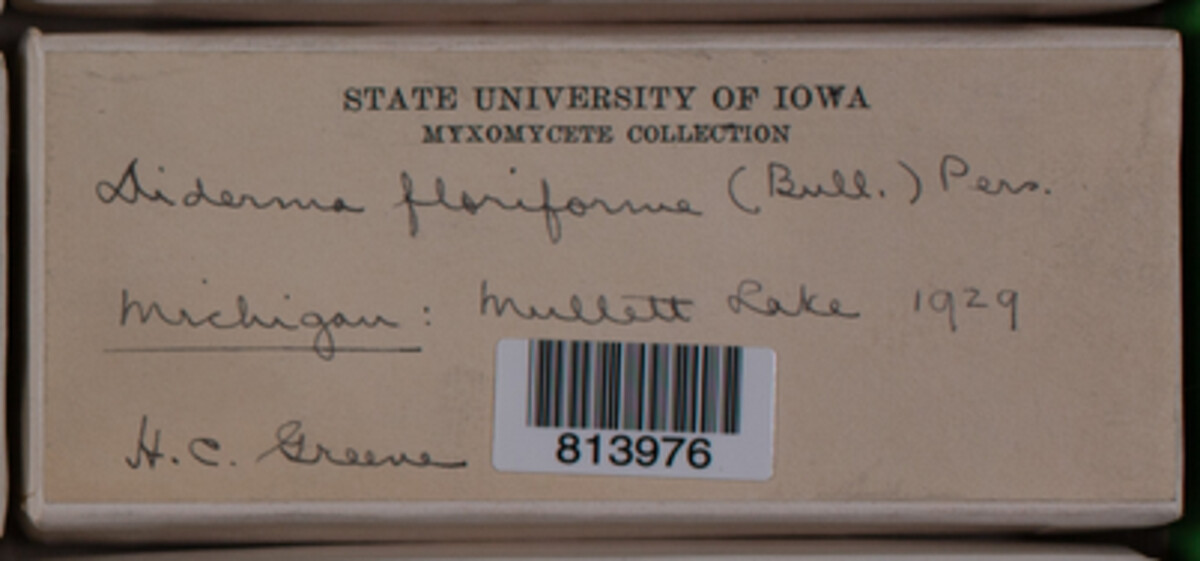 STATE UNIVERSITY OF IOWA
MYXOMYCETE COLLECTION
Diderma floriforme (Bull.) Pers.
Michigan: Mullett Lake 1929
H.C. Greene
813976